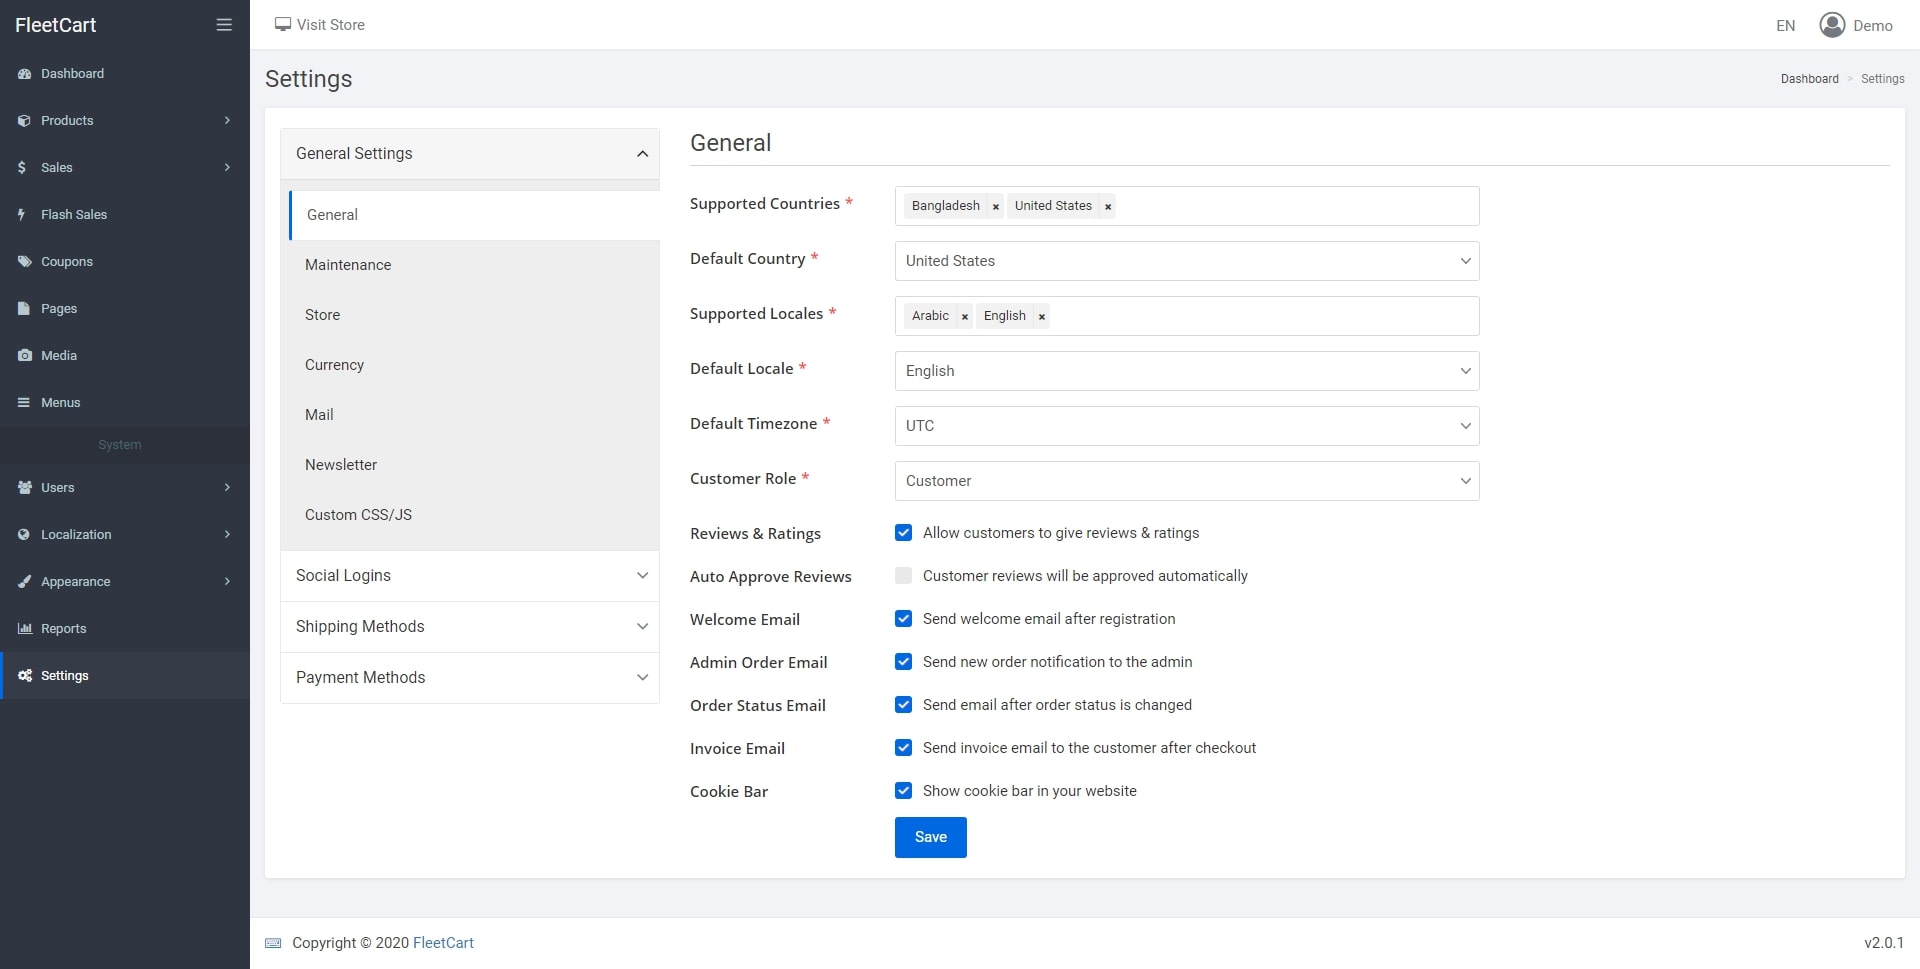 FleetCart
Visit Store
EN
Demo
Dashboard
Products
Sales
Flash Sales
Coupons
Pages
Media
Menus
System
Users
Localization
Appearance
Reports
Settings
Settings
Dashboard > Settings
General Settings
General
Maintenance
Store
Currency
Mail
Newsletter
Custom CSS/JS
Social Logins
Shipping Methods
Payment Methods
General
Supported Countries * Bangladesh × United States ×
Default Country * United States
Supported Locales * Arabic × English ×
Default Locale * English
Default Timezone * UTC
Customer Role * Customer
Reviews & Ratings Allow customers to give reviews & ratings
Auto Approve Reviews Customer reviews will be approved automatically
Welcome Email Send welcome email after registration
Admin Order Email Send new order notification to the admin
Order Status Email Send email after order status is changed
Invoice Email Send invoice email to the customer after checkout
Cookie Bar Show cookie bar in your website
Save
Copyright © 2020 FleetCart
v2.0.1